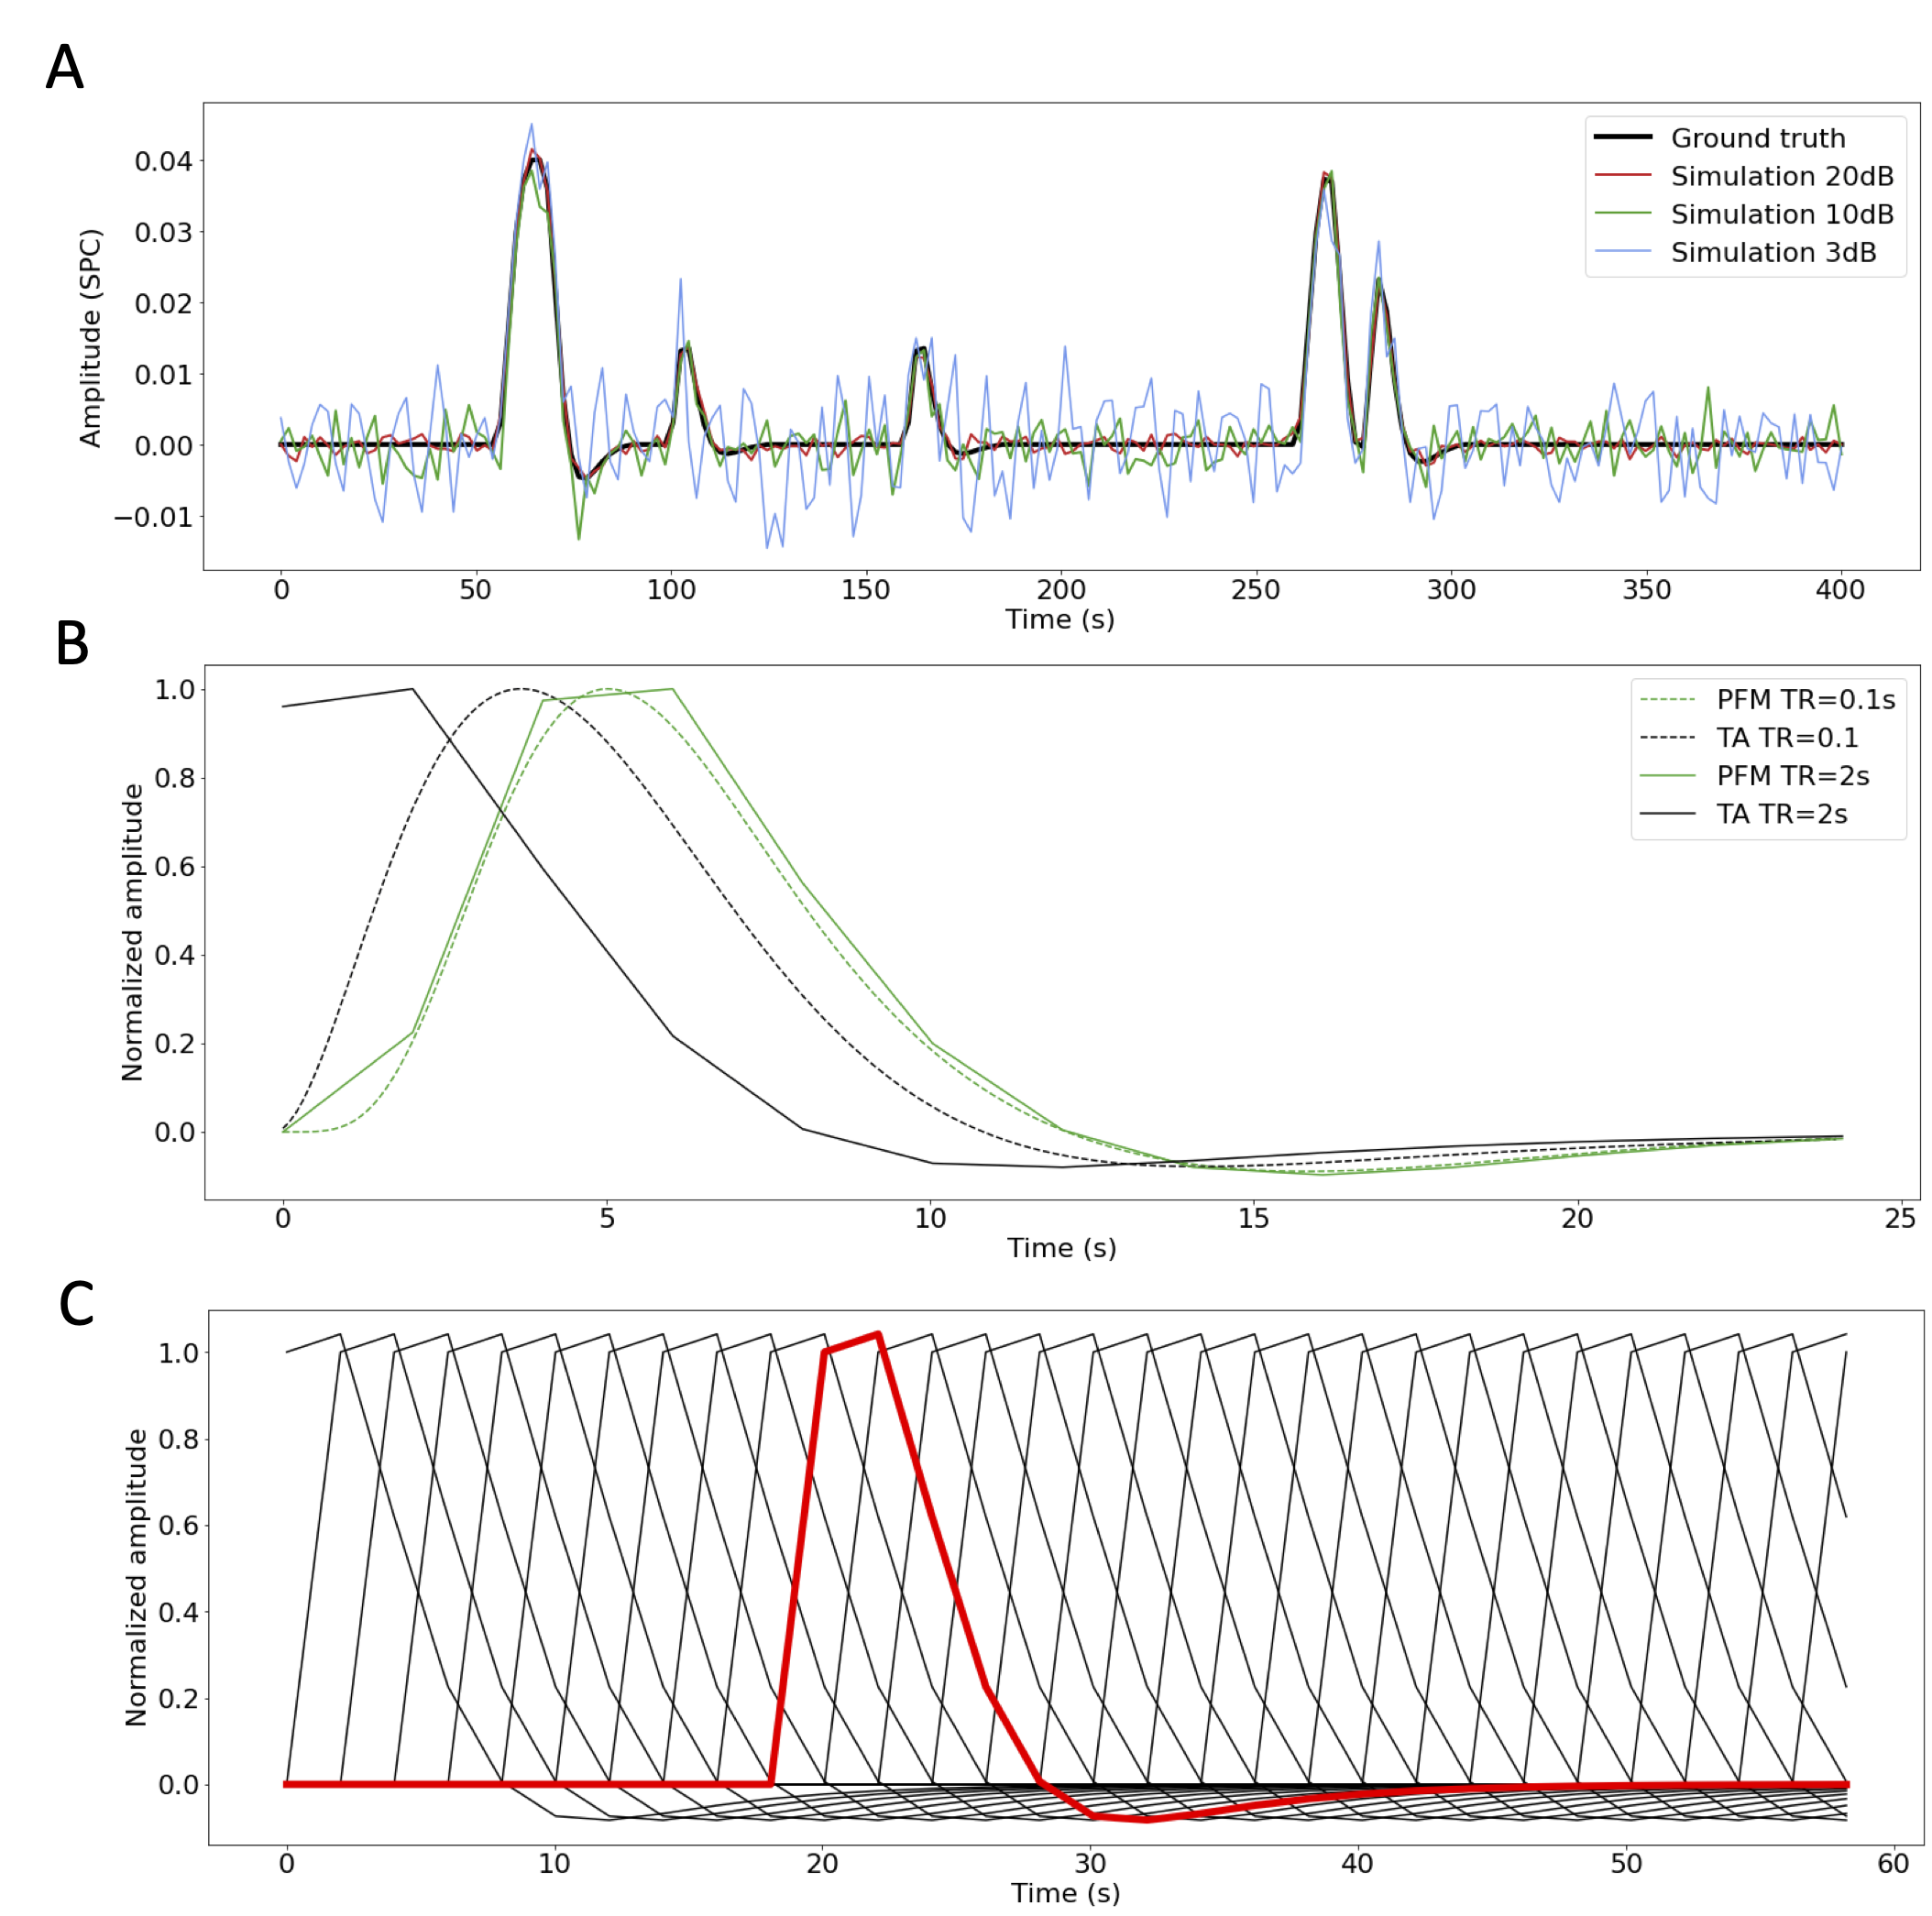 A
Amplitude (SPC)
0.04
0.03
0.02
0.01
0.00
−0.01
Ground truth
Simulation 20dB
Simulation 10dB
Simulation 3dB
0 50 100 150 200 250 300 350 400
Time (s)
B
Normalized amplitude
1.0
0.8
0.6
0.4
0.2
0.0
PFM TR=0.1s
TA TR=0.1
PFM TR=2s
TA TR=2s
0 5 10 15 20 25
Time (s)
C
Normalized amplitude
1.0
0.8
0.6
0.4
0.2
0.0
0 10 20 30 40 50 60
Time (s)